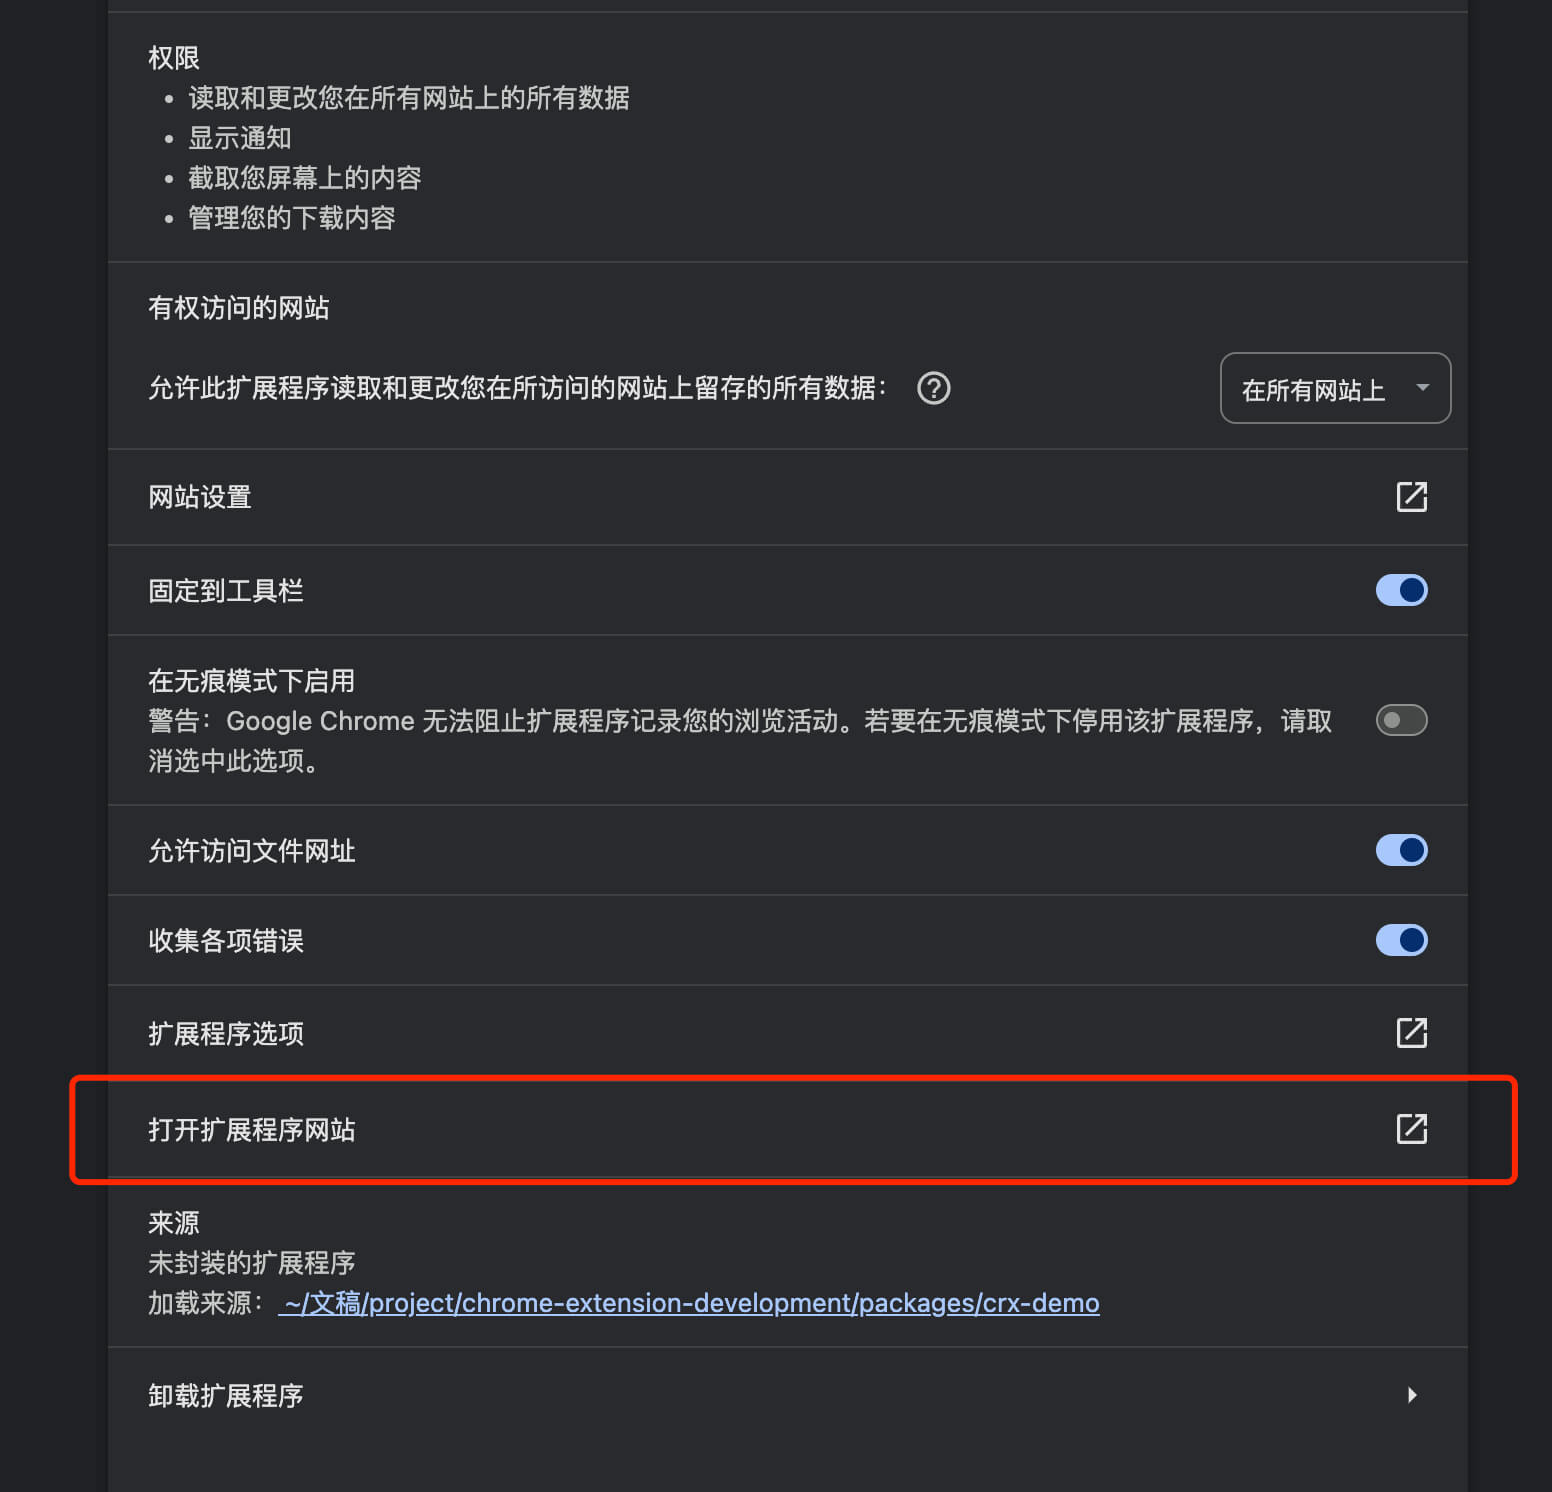 权限
读取和更改您在所有网站上的所有数据
显示通知
截取您屏幕上的内容
管理您的下载内容
有权访问的网站
允许此扩展程序读取和更改您在所访问的网站上留存的所有数据：
在所有网站上
网站设置
固定到工具栏
在无痕模式下启用
警告：Google Chrome 无法阻止扩展程序记录您的浏览活动。若要在无痕模式下停用该扩展程序，请取
消选中此选项。
允许访问文件网址
收集各项错误
扩展程序选项
打开扩展程序网站
来源
未封装的扩展程序
加载来源： ~/文稿/project/chrome-extension-development/packages/crx-demo
卸载扩展程序